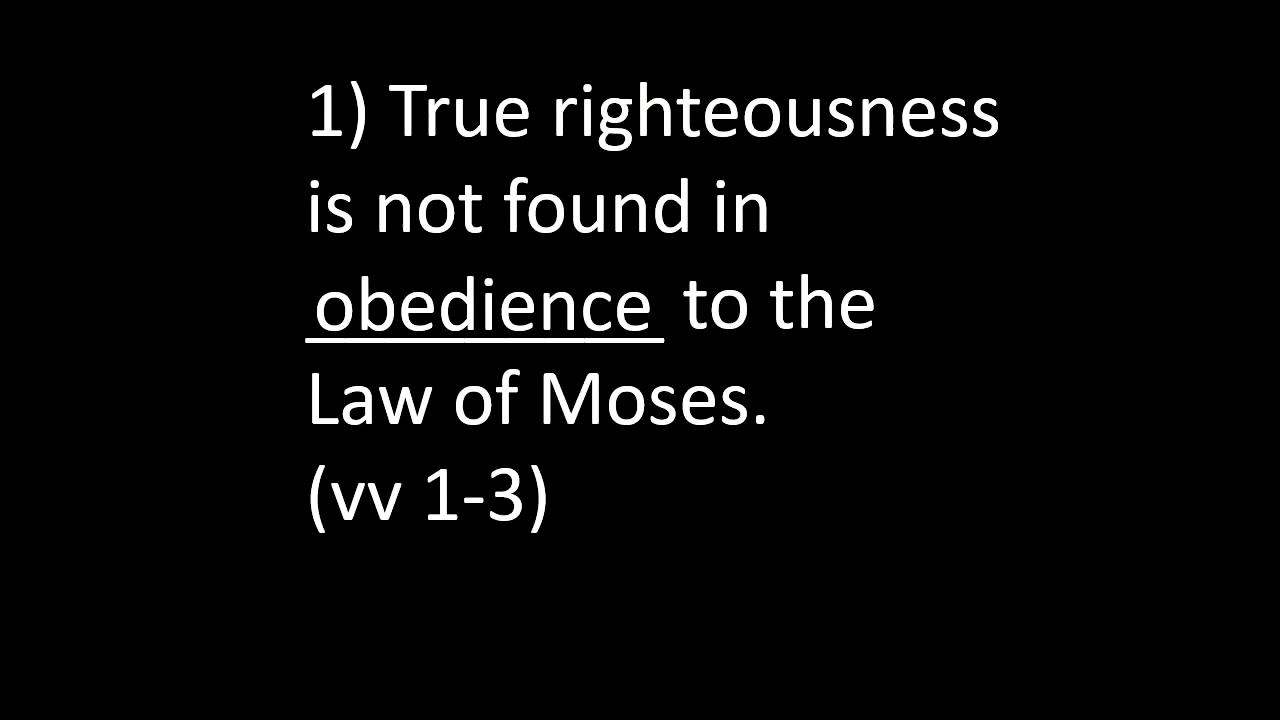 1) True righteousness
is not found in
obedience to the
Law of Moses.
(vv 1-3)